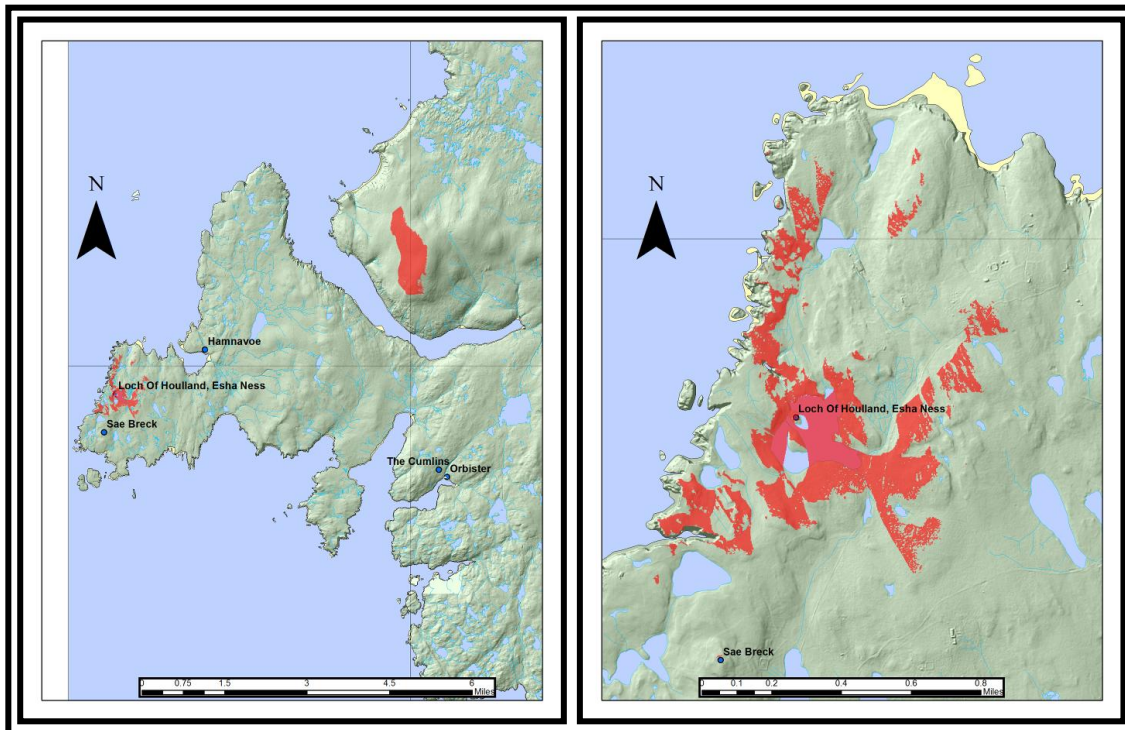 N
Hamnavoe
Loch Of Houlland, Esha Ness
Sae Breck
The Cumlins
Orbister
0 0.75 1.5 3 4.5 6
Miles
N
Loch Of Houlland, Esha Ness
Sae Breck
0 0.1 0.2 0.4 0.6 0.8
Miles